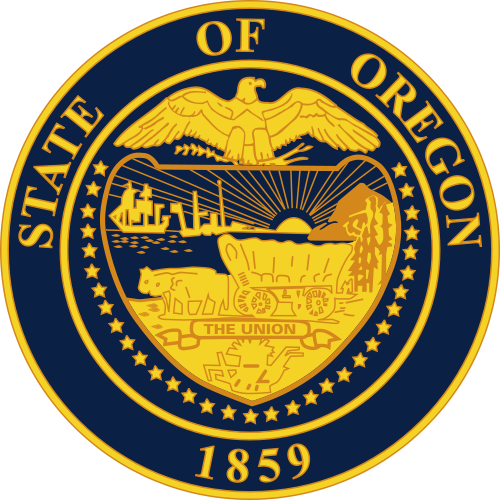 STATE OF OREGON
THE UNION
1859